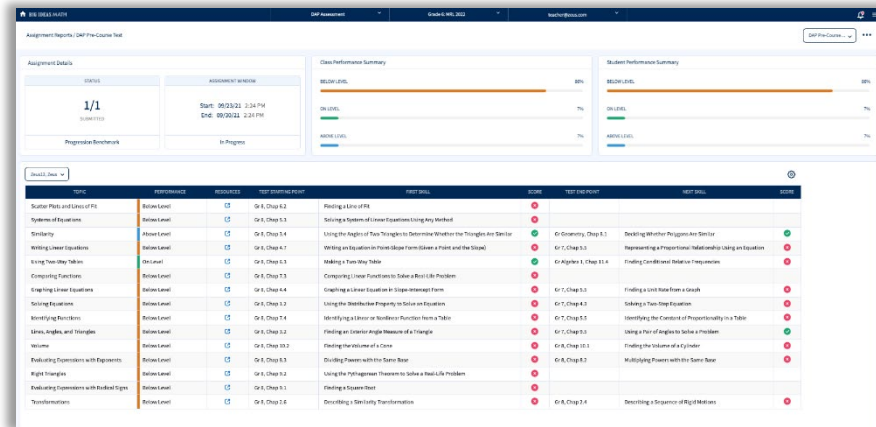 BIG IDEAS MATH
DAP Assessment
Grade 6: MRL 2022
Assignment Reports / DAP Pre-Course Test
DAP Pre-Course ...
Assignment Details
STATUS
ASSIGNMENT WINDOW
1/1
SUBMITTED
Start: 09/23/21 2:34 PM
End: 09/30/21 2:34 PM
Progression Benchmark
In Progress
Class Performance Summary
BELOW LEVEL
ON LEVEL 7%
ABOVE LEVEL 7%
Student Performance Summary
BELOW LEVEL
ON LEVEL 7%
ABOVE LEVEL 7%
TOPIC PERFORMANCE RESOURCES TEST STARTING POINT FIRST SKILL SCORE TEST END POINT NEXT SKILL SCORE
Scatter Plots and Lines of Fit Below Level Gr 8, Chap 6.2 Finding a Line of Fit
Systems of Equations Below Level Gr 8, Chap 5.3 Solving a System of Linear Equations Using Any Method
Similarity Above Level Gr 8, Chap 3.4 Using the Angles of Two Triangles to Determine Whether the Triangles Are Similar Gr Geometry, Chap 8.1 Deciding Whether Polygons Are Similar
Writing Linear Equations Below Level Gr 8, Chap 4.7 Writing an Equation in Point-Slope Form (Given a Point and the Slope) Gr 7, Chap 5.5 Representing a Proportional Relationship Using an Equation
Using Two-Way Tables On Level Gr 8, Chap 6.3 Making a Two-Way Table Gr Algebra 1, Chap 11.4 Finding Conditional Relative Frequencies
Comparing Functions Below Level Gr 8, Chap 7.3 Comparing Linear Functions to Solve a Real-Life Problem
Graphing Linear Equations Below Level Gr 8, Chap 4.4 Graphing a Linear Equation in Slope-Intercept Form Gr 7, Chap 5.5 Finding a Unit Rate from a Graph
Solving Equations Below Level Gr 8, Chap 1.2 Using the Distributive Property to Solve an Equation Gr 7, Chap 4.3 Solving a Two-Step Equation
Identifying Functions Below Level Gr 8, Chap 7.4 Identifying a Linear or Nonlinear Function from a Table Gr 7, Chap 5.5 Identifying the Constant of Proportionality in a Table
Lines, Angles, and Triangles Below Level Gr 8, Chap 3.2 Finding an Exterior Angle Measure of a Triangle Gr 7, Chap 9.5 Using a Pair of Angles to Solve a Problem
Volume Below Level Gr 8, Chap 10.2 Finding the Volume of a Cone Gr 8, Chap 10.1 Finding the Volume of a Cylinder
Evaluating Expressions with Exponents Below Level Gr 8, Chap 8.3 Dividing Powers with the Same Base Gr 8, Chap 8.2 Multiplying Powers with the Same Base
Right Triangles Below Level Gr 8, Chap 9.2 Using the Pythagorean Theorem to Solve a Real-Life Problem
Evaluating Expressions with Radical Signs Below Level Gr 8, Chap 9.1 Finding a Square Root
Transformations Below Level Gr 8, Chap 2.6 Describing a Similarity Transformation Gr 8, Chap 2.4 Describing a Sequence of Rigid Motions